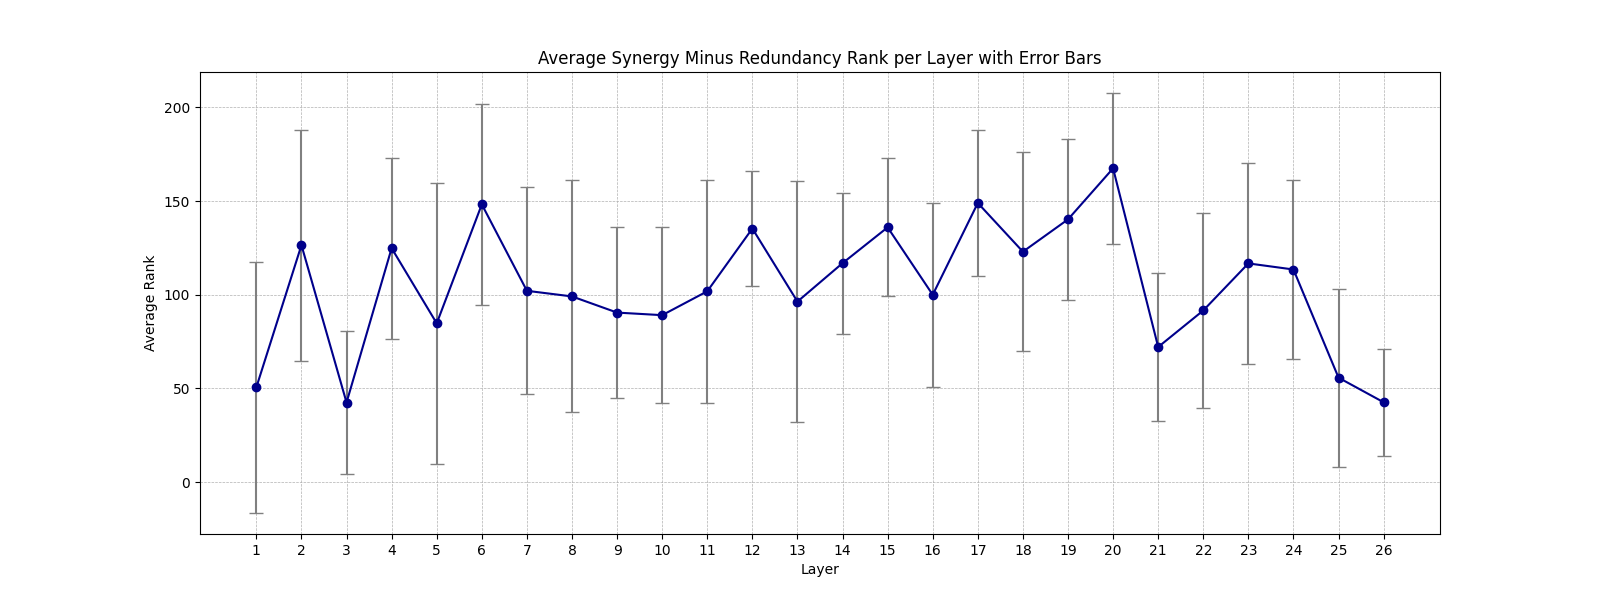 Average Synergy Minus Redundancy Rank per Layer with Error Bars
200
150
100
50
0
Average Rank
1 2 3 4 5 6 7 8 9 10 11 12 13 14 15 16 17 18 19 20 21 22 23 24 25 26
Layer